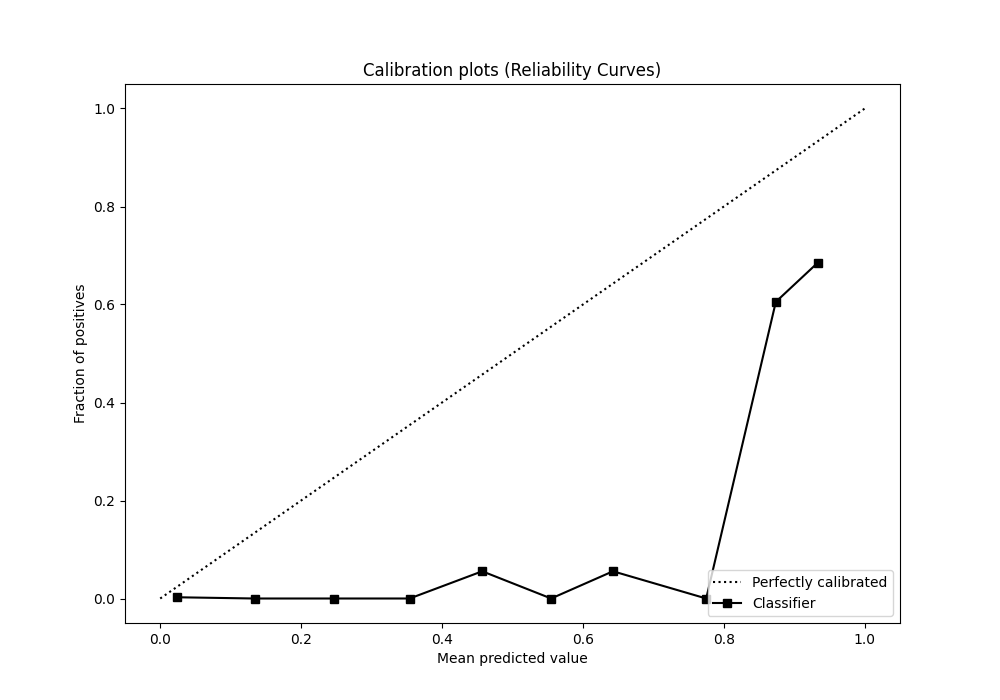 Calibration plots (Reliability Curves)
1.0
0.8
0.6
0.4
0.2
0.0
Fraction of positives
0.0 0.2 0.4 0.6 0.8 1.0
Mean predicted value
Perfectly calibrated
Classifier